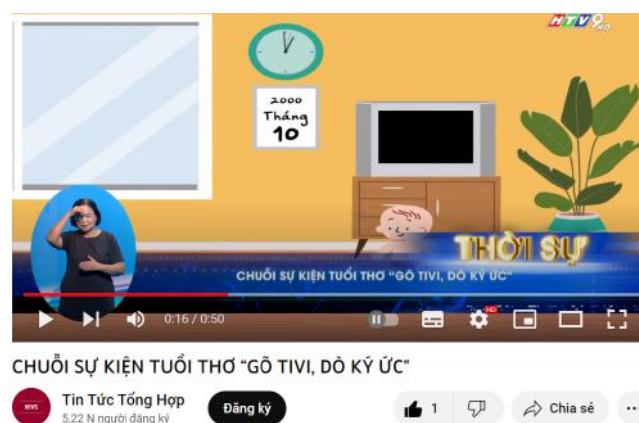 HTV9 HD
2000
Tháng
10
THỜI SỰ
CHUỖI SỰ KIỆN TUỔI THƠ "GÕ TIVI, DÒ KÝ ỨC"
0:16 / 0:50
HD
CHUỖI SỰ KIỆN TUỔI THƠ “GÕ TIVI, DÒ KÝ ỨC"
Tin Tức Tổng Hợp
5,22 N người đăng ký
Đăng ký
1
Chia sẻ